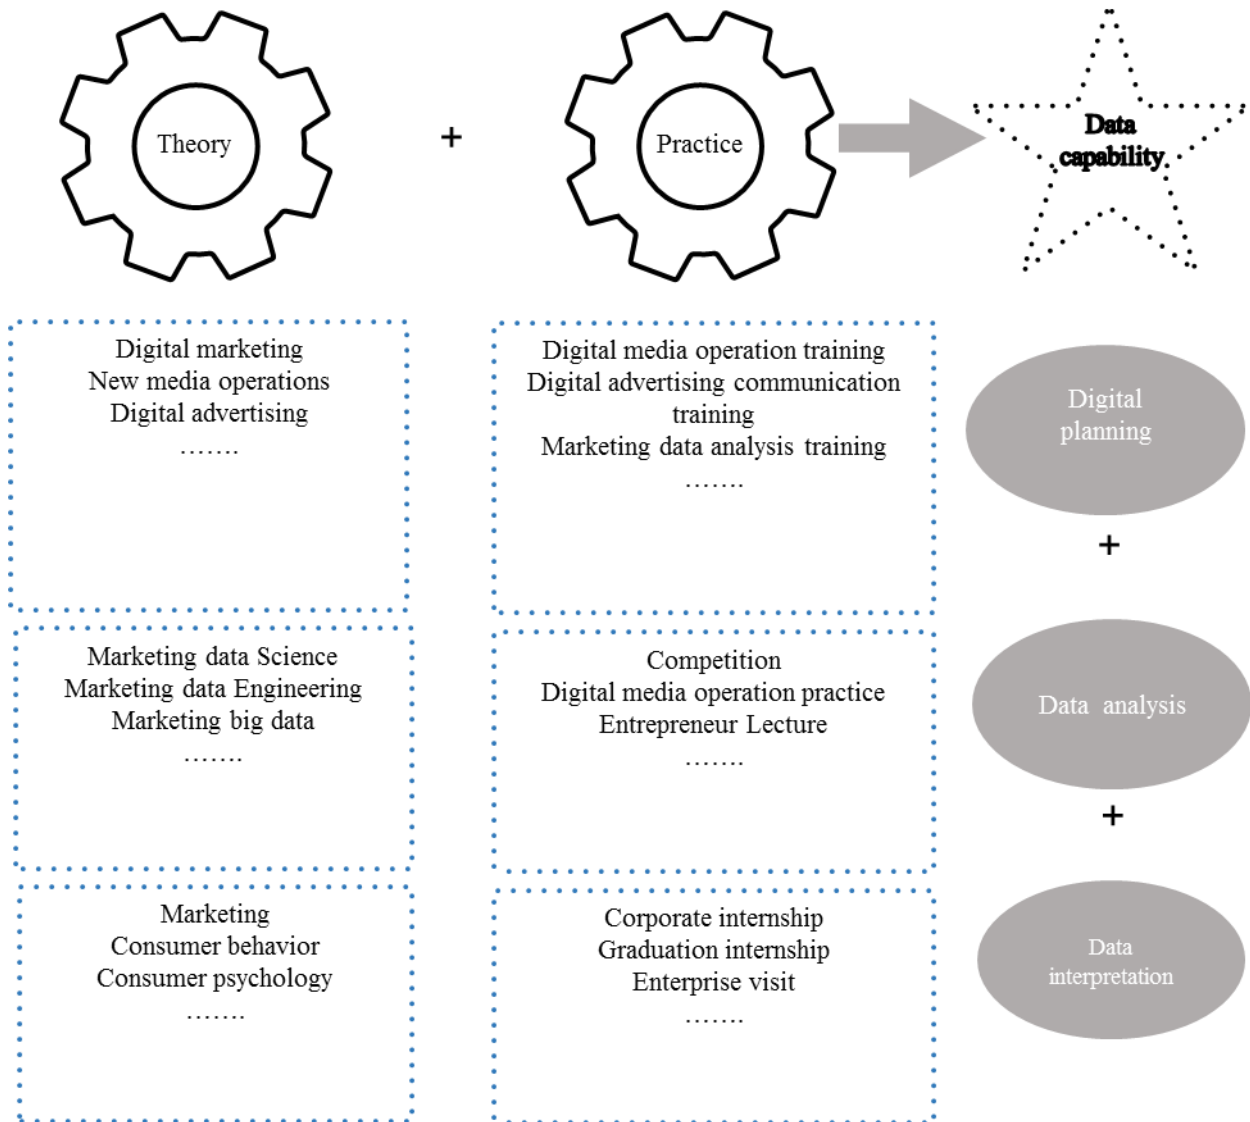 Theory
+
Practice
Data
capability
Digital marketing
New media operations
Digital advertising
…….
Digital media operation training
Digital advertising communication
training
Marketing data analysis training
…….
Digital
planning
+
Marketing data Science
Marketing data Engineering
Marketing big data
…….
Competition
Digital media operation practice
Entrepreneur Lecture
…….
Data analysis
+
Marketing
Consumer behavior
Consumer psychology
…….
Corporate internship
Graduation internship
Enterprise visit
…….
Data
interpretation